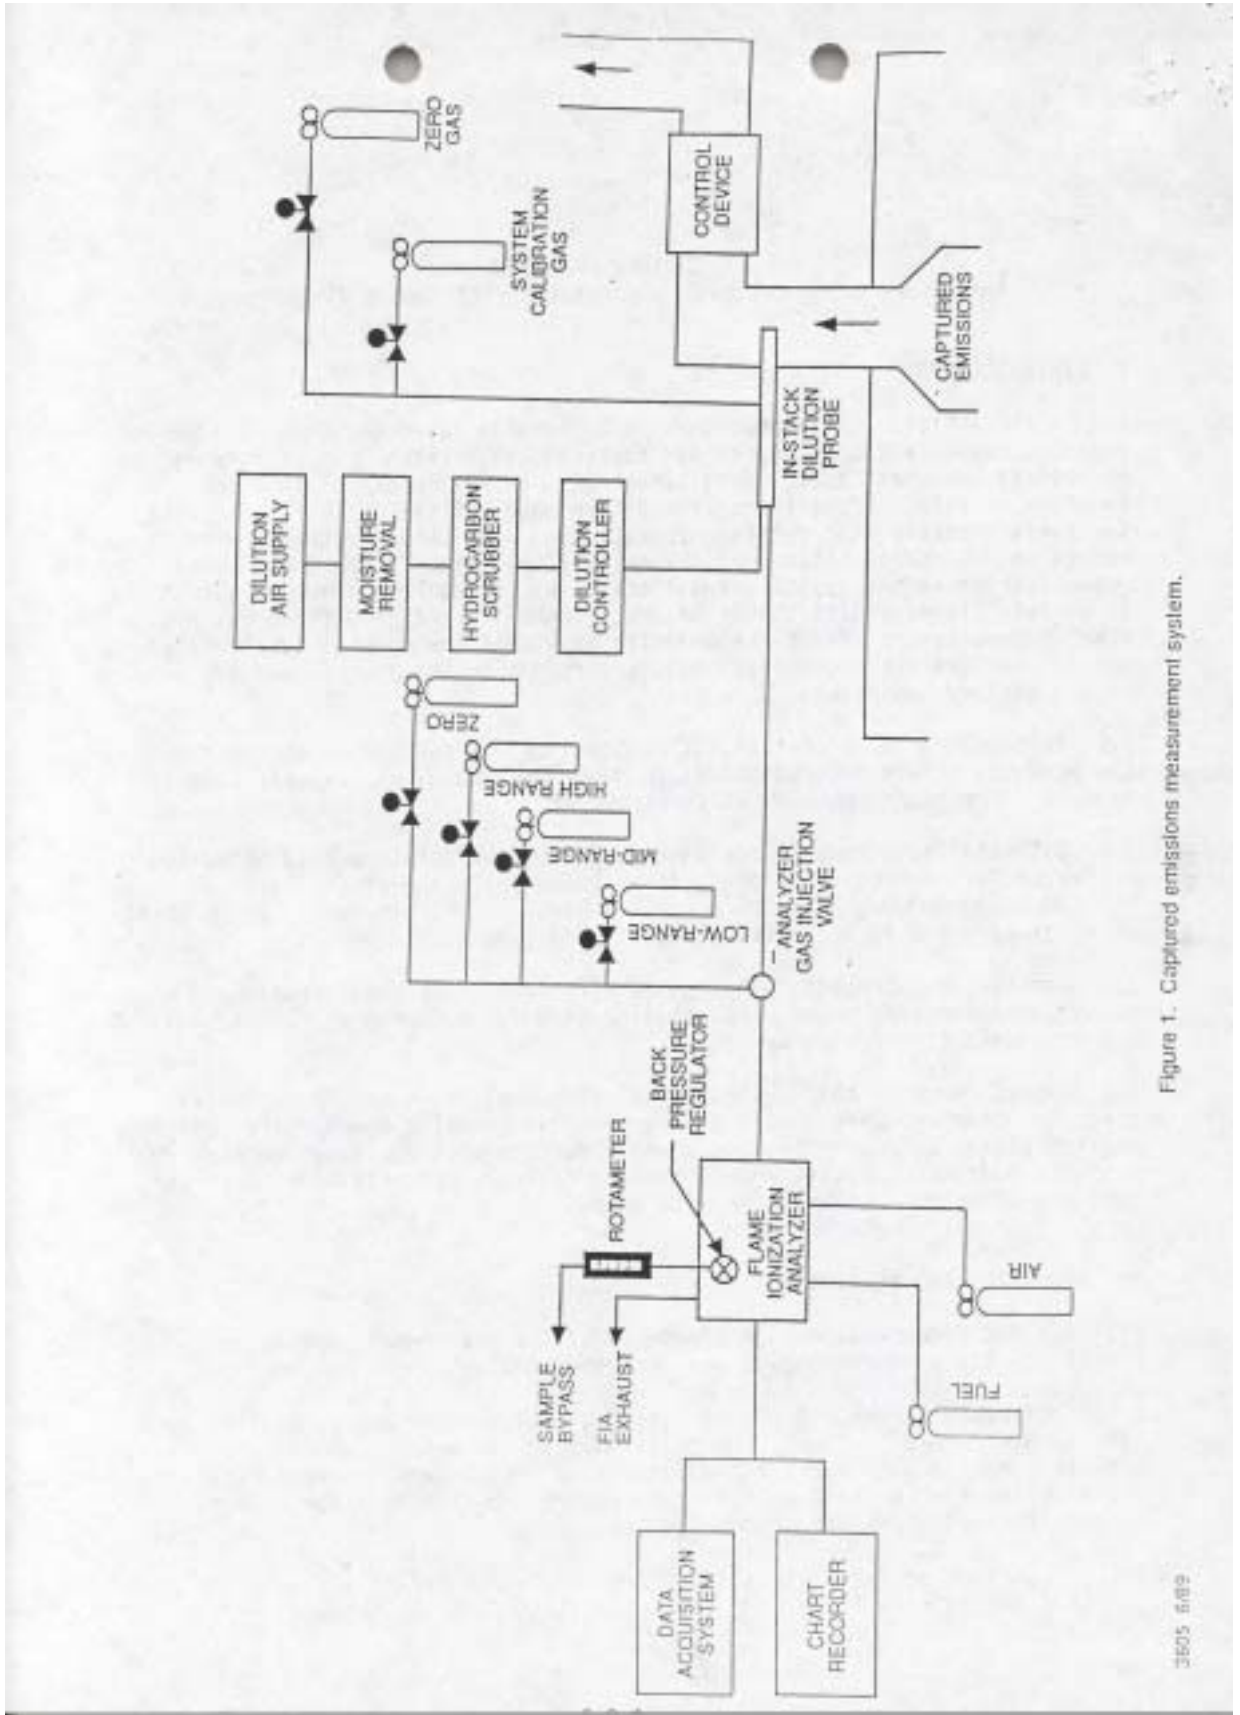 ZERO
GAS
SYSTEM
CALIBRATION
GAS
CONTROL
DEVICE
CAPTURED
EMISSIONS
IN-STACK
DILUTION
PROBE
DILUTION
AIR SUPPLY
MOISTURE
REMOVAL
HYDROCARBON
SCRUBBER
DILUTION
CONTROLLER
ZERO
HIGH RANGE
MID-RANGE
LOW-RANGE
ANALYZER
GAS INJECTION
VALVE
BACK
PRESSURE
REGULATOR
ROTAMETER
SAMPLE
BYPASS
FIA
EXHAUST
FLAME
IONIZATION
ANALYZER
AIR
FUEL
DATA
ACQUISITION
SYSTEM
CHART
RECORDER
Figure 1. Captured emissions measurement system.
3605 6/89